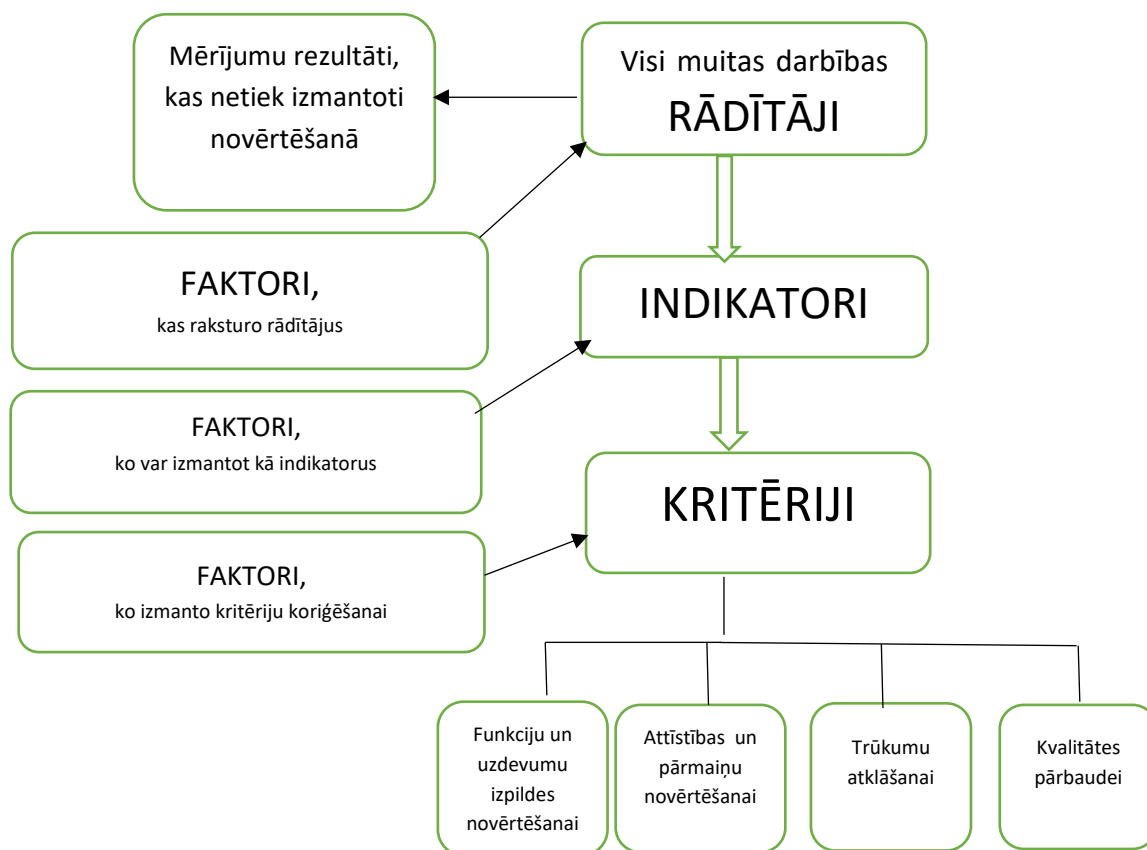 Mērījumu rezultāti,
kas netiek izmantoti
novērtēšanā
Visi muitas darbības
RĀDĪTĀJI
FAKTORI,
kas raksturo rādītājus
INDIKATORI
FAKTORI,
ko var izmantot kā indikatorus
KRITĒRIJI
FAKTORI,
ko izmanto kritēriju koriģēšanai
Funkciju un
uzdevumu
izpildes
novērtēšanai
Attīstības un
pārmaiņu
novērtēšanai
Trūkumu
atklāšanai
Kvalitātes
pārbaudei